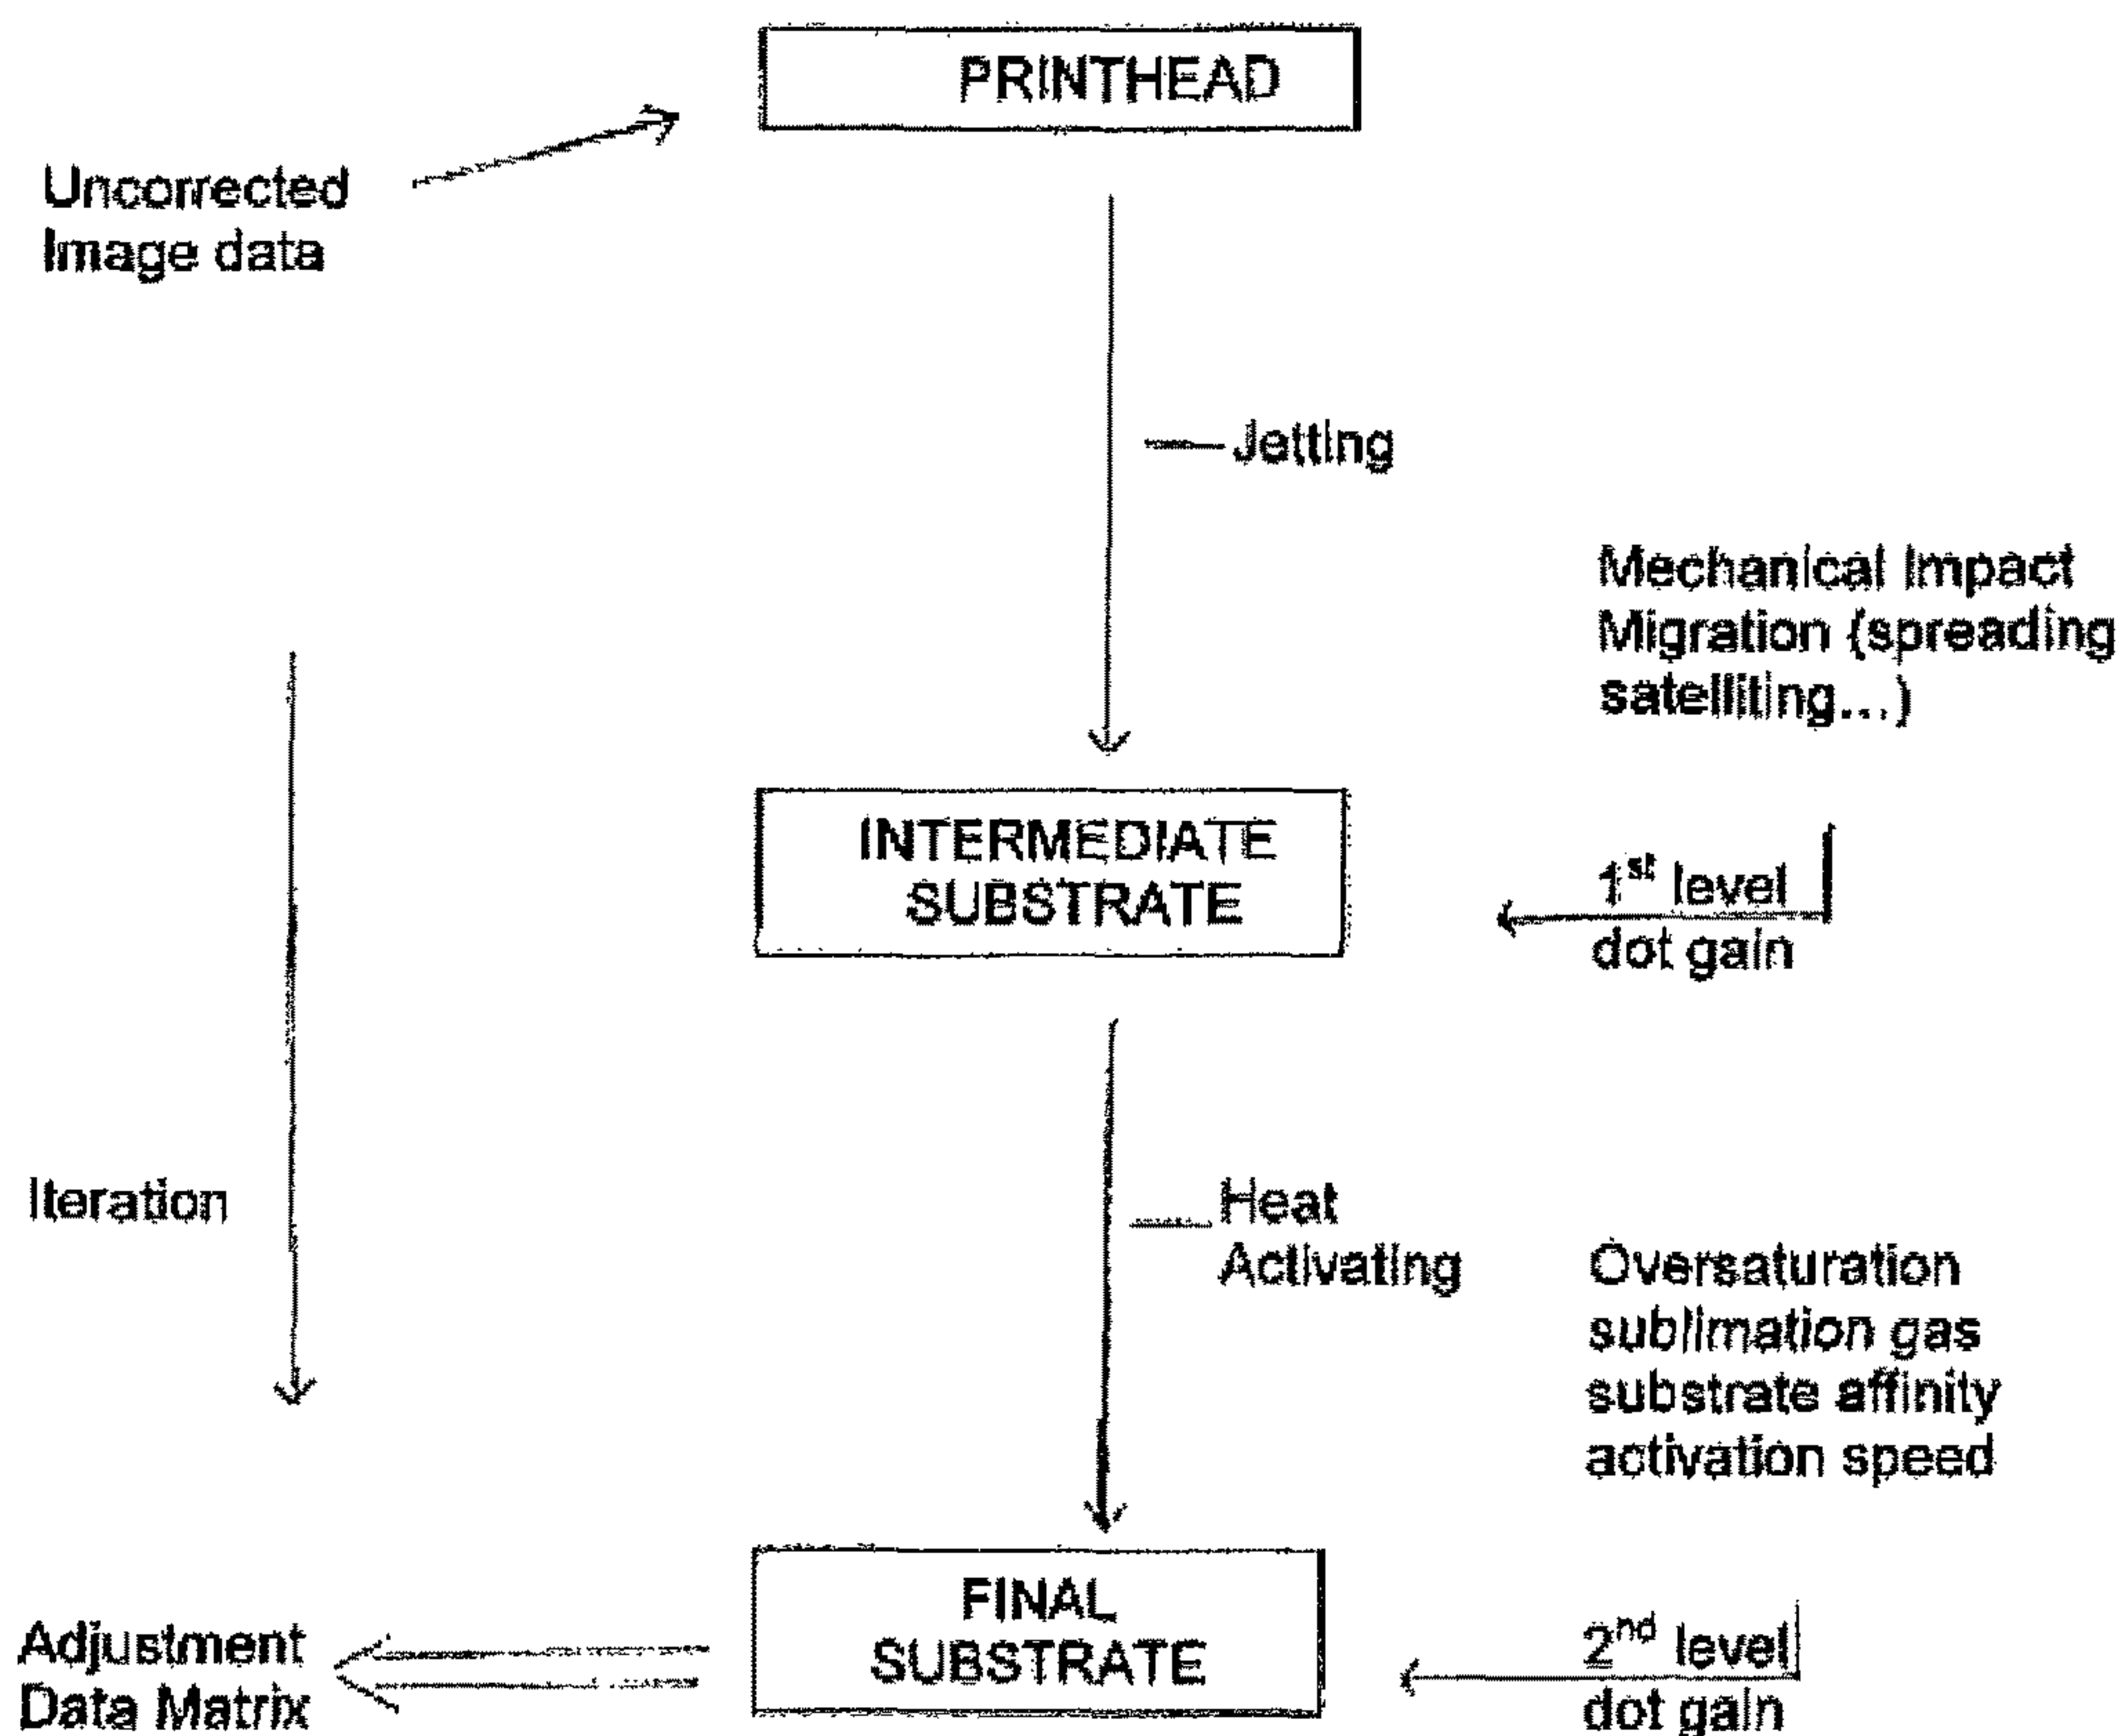 PRINTHEAD
Uncorrected
Image data
Jetting
Mechanical Impact
Migration (spreading
satelliting...)
INTERMEDIATE
SUBSTRATE
1st level
dot gain
Iteration
Heat
Activating
Oversaturation
sublimation gas
substrate affinity
activation speed
FINAL
SUBSTRATE
2nd level
dot gain
Adjustment
Data Matrix